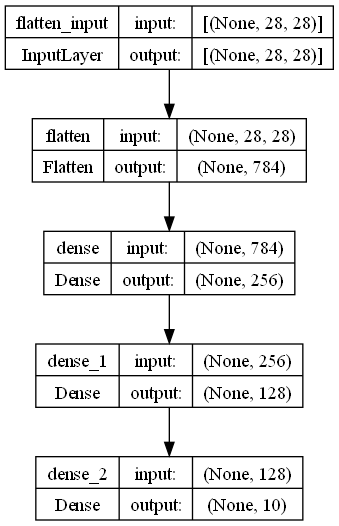 flatten_input input: [(None, 28, 28)]
InputLayer output: [(None, 28, 28)]
flatten input: (None, 28, 28)
Flatten output: (None, 784)
dense input: (None, 784)
Dense output: (None, 256)
dense_1 input: (None, 256)
Dense output: (None, 128)
dense_2 input: (None, 128)
Dense output: (None, 10)